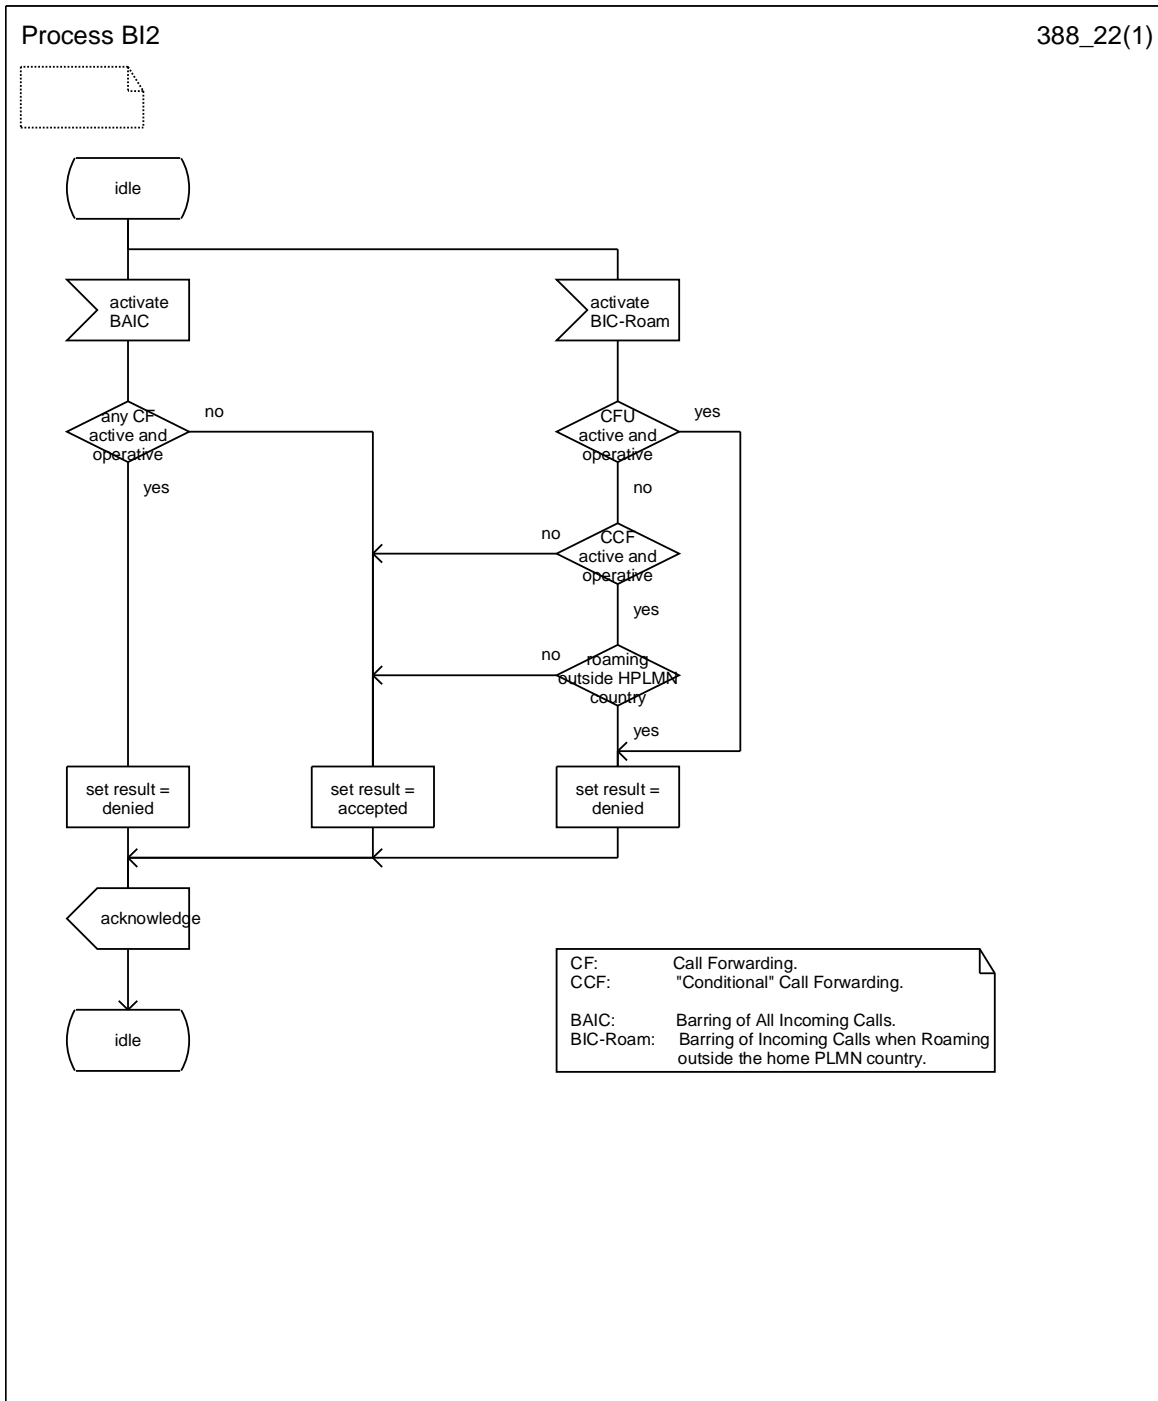 Process BI2
388_22(1)
idle
activate
BAIC
activate
BIC-Roam
any CF
active and
operative
no
yes
CFU
active and
operative
yes
no
CCF
active and
operative
no
yes
roaming
outside HPLMN
country
no
yes
set result =
denied
set result =
accepted
set result =
denied
acknowledge
idle
CF: Call Forwarding.
CCF: "Conditional" Call Forwarding.
BAIC: Barring of All Incoming Calls.
BIC-Roam: Barring of Incoming Calls when Roaming
outside the home PLMN country.